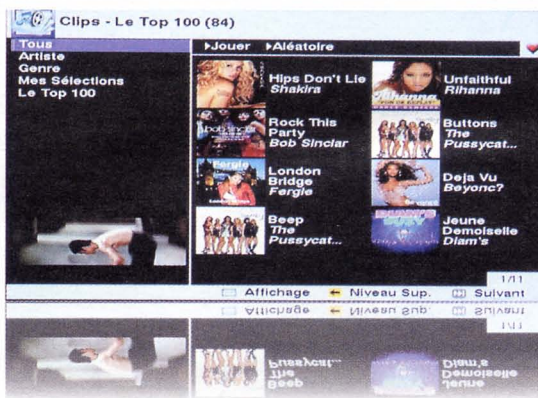 Clips - Le Top 100 (84)
Tous
Artiste
Genre
Mes Sélections
Le Top 100
Jouer
Aléatoire
Hips Don't Lie
Shakira
Unfaithful
Rihanna
Rock This
Party
Bob Sinclar
Buttons
The
Pussycat...
London
Bridge
Fergie
Deja Vu
Beyonc?
Beep
The
Pussycat...
Jeune
Demoiselle
Diam's
1/11
Affichage
Niveau Sup.
Suivant